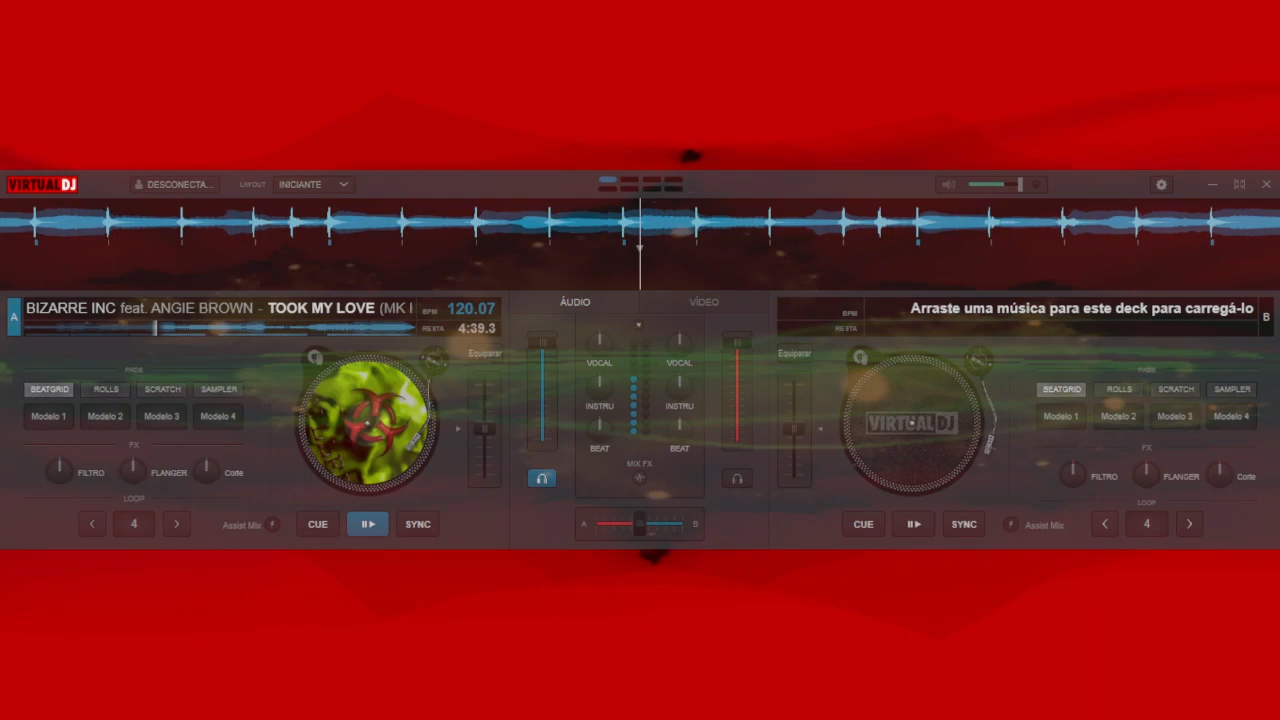 VIRTUALDJ
DESCONECTA... LAYOUT INICIANTE
A BIZARRE INC feat. ANGIE BROWN - TOOK MY LOVE (MK BPM 120.07
RESTA 4:39.3
ÁUDIO VÍDEO
BPM Arraste uma música para este deck para carregá-lo B
RESTA
Equiparar VOCAL VOCAL Equiparar
PADS PADS
BEATGRID ROLLS SCRATCH SAMPLER BEATGRID ROLLS SCRATCH SAMPLER
Modelo 1 Modelo 2 Modelo 3 Modelo 4 INSTRU INSTRU VIRTUALDJ Modelo 1 Modelo 2 Modelo 3 Modelo 4
FX BEAT BEAT FX
FILTRO FLANGER Corte MIX FX FILTRO FLANGER Corte
LOOP LOOP
4 Assist Mix CUE SYNC A B CUE SYNC Assist Mix 4